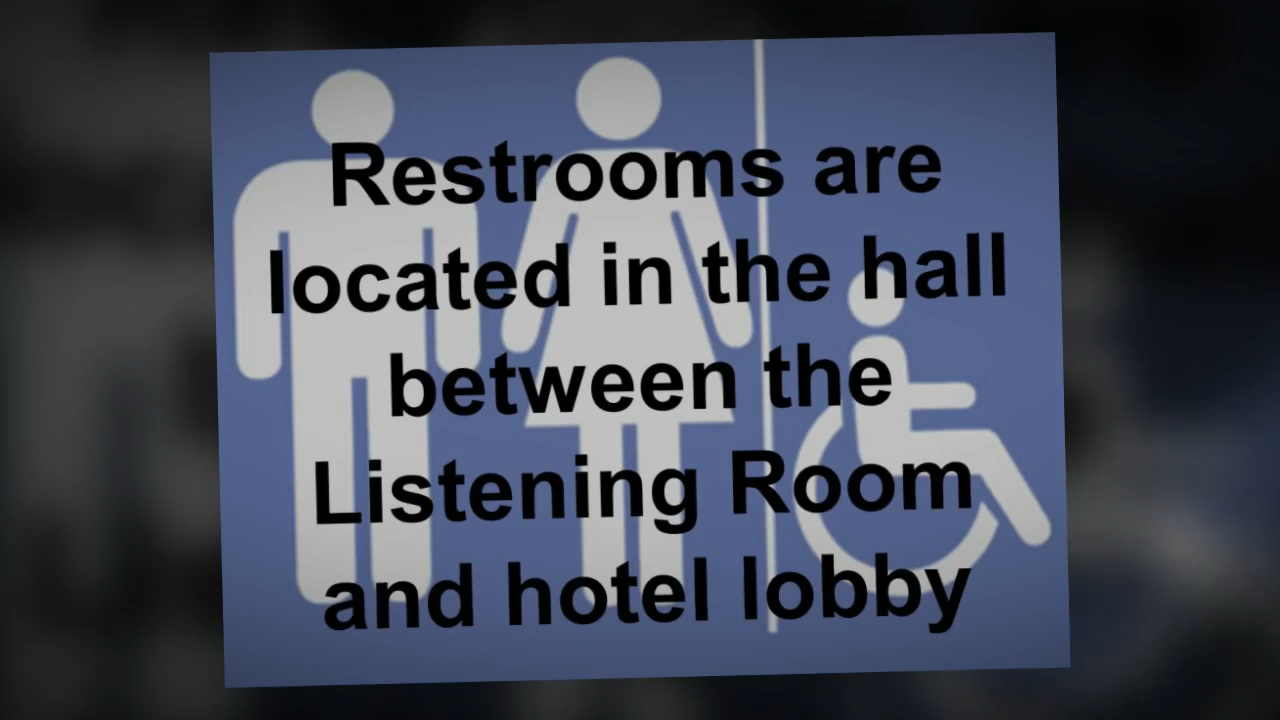 Restrooms are
located in the hall
between the
Listening Room
and hotel lobby